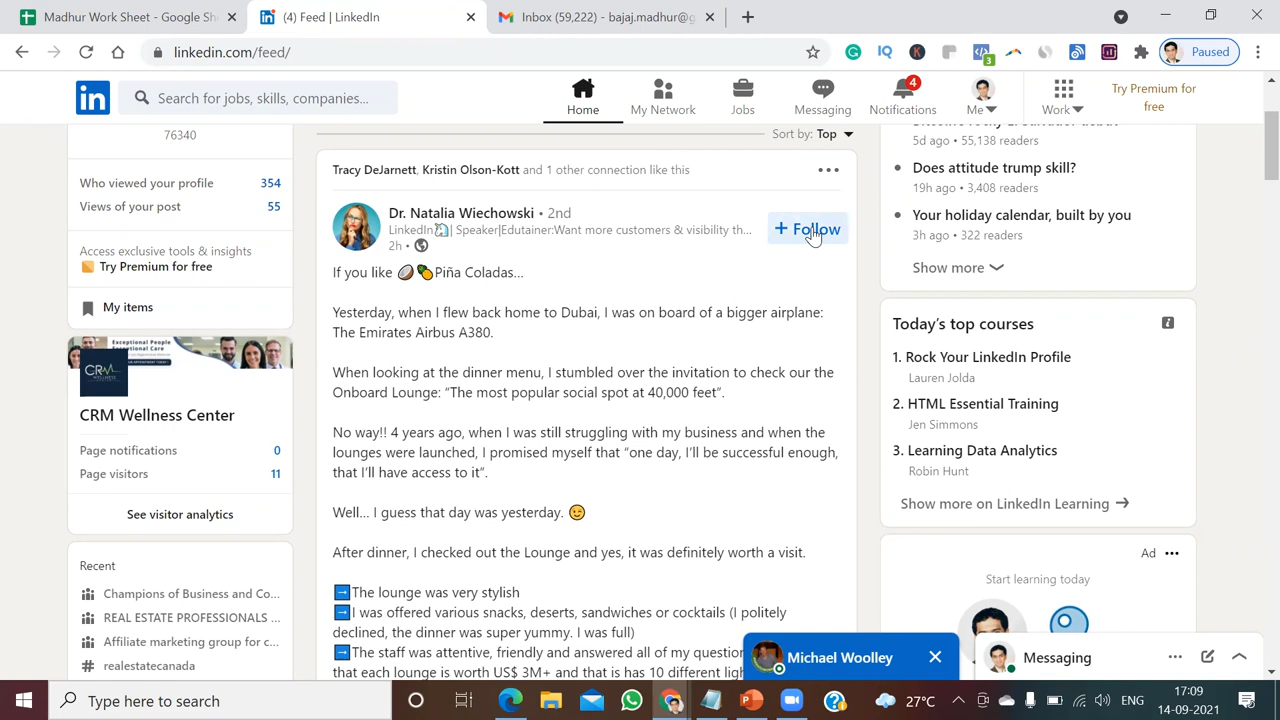 Madhur Work Sheet - Google She
(4) Feed | LinkedIn
Inbox (59,222) - bajaj.madhur@g
linkedin.com/feed/
3
Paused
in
Search for jobs, skills, companies...
Home
My Network
Jobs
Messaging
4
Notifications
Me
Work
Try Premium for
free
76340
Who viewed your profile 354
Views of your post 55
Access exclusive tools & insights
Try Premium for free
My items
Exceptional People
Exceptional Care
CRM
WELLNESS
CRM Wellness Center
Page notifications 0
Page visitors 11
See visitor analytics
Recent
Champions of Business and Co...
REAL ESTATE PROFESSIONALS ...
Affiliate marketing group for c...
# realestatecanada
Sort by: Top
Tracy DeJarnett, Kristin Olson-Kott and 1 other connection like this
Dr. Natalia Wiechowski • 2nd
LinkedIn🦄| Speaker|Edutainer:Want more customers & visibility th...
2h •
+ Follow
If you like 🥥🍍Piña Coladas...
Yesterday, when I flew back home to Dubai, I was on board of a bigger airplane:
The Emirates Airbus A380.
When looking at the dinner menu, I stumbled over the invitation to check our the
Onboard Lounge: “The most popular social spot at 40,000 feet”.
No way!! 4 years ago, when I was still struggling with my business and when the
lounges were launched, I promised myself that “one day, I'll be successful enough,
that I'll have access to it”.
Well... I guess that day was yesterday. 😉
After dinner, I checked out the Lounge and yes, it was definitely worth a visit.
➡The lounge was very stylish
➡I was offered various snacks, deserts, sandwiches or cocktails (I politely
declined, the dinner was super yummy. I was full)
➡The staff was attentive, friendly and answered all of my question
that each lounge is worth US$ 3M+ and that is has 10 different ligh
5d ago • 55,138 readers
Does attitude trump skill?
19h ago • 3,408 readers
Your holiday calendar, built by you
3h ago • 322 readers
Show more
Today's top courses
1. Rock Your LinkedIn Profile
Lauren Jolda
2. HTML Essential Training
Jen Simmons
3. Learning Data Analytics
Robin Hunt
Show more on LinkedIn Learning →
Ad •••
Start learning today
Michael Woolley
Messaging
Type here to search
27°C
ENG
17:09
14-09-2021